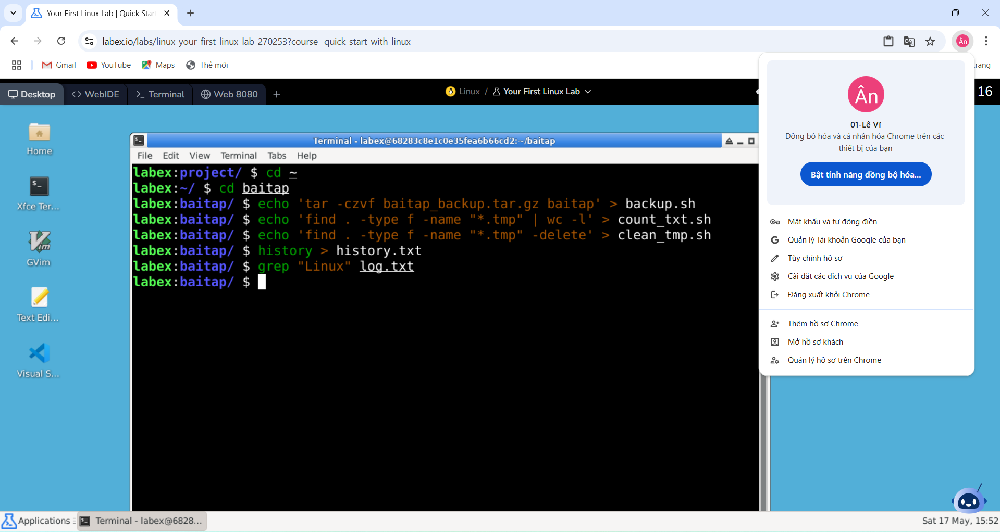 Your First Linux Lab | Quick Star
labex.io/labs/linux-your-first-linux-lab-270253?course=quick-start-with-linux
Ân
Gmail
YouTube
Maps
Thẻ mới
trang
Desktop
WebIDE
Terminal
Web 8080
Linux / Your First Linux Lab
16
Home
Xfce Ter...
GVim
Text Edi...
Visual S...
Terminal - labex@68283c8e1c0e35fea6b66cd2:~/baitap
File Edit View Terminal Tabs Help
labex:project/ $ cd ~
labex:~/ $ cd baitap
labex:baitap/ $ echo 'tar -czvf baitap_backup.tar.gz baitap' > backup.sh
labex:baitap/ $ echo 'find . -type f -name "*.tmp" | wc -l' > count_txt.sh
labex:baitap/ $ echo 'find . -type f -name "*.tmp" -delete' > clean_tmp.sh
labex:baitap/ $ history > history.txt
labex:baitap/ $ grep "Linux" log.txt
labex:baitap/ $
Ân
01-Lê Vĩ
Đồng bộ hóa và cá nhân hóa Chrome trên các
thiết bị của bạn
Bật tính năng đồng bộ hóa...
Mật khẩu và tự động điền
Quản lý Tài khoản Google của bạn
Tùy chỉnh hồ sơ
Cài đặt các dịch vụ của Google
Đăng xuất khỏi Chrome
Thêm hồ sơ Chrome
Mở hồ sơ khách
Quản lý hồ sơ trên Chrome
Applications
Terminal - labex@6828...
Sat 17 May, 15:52